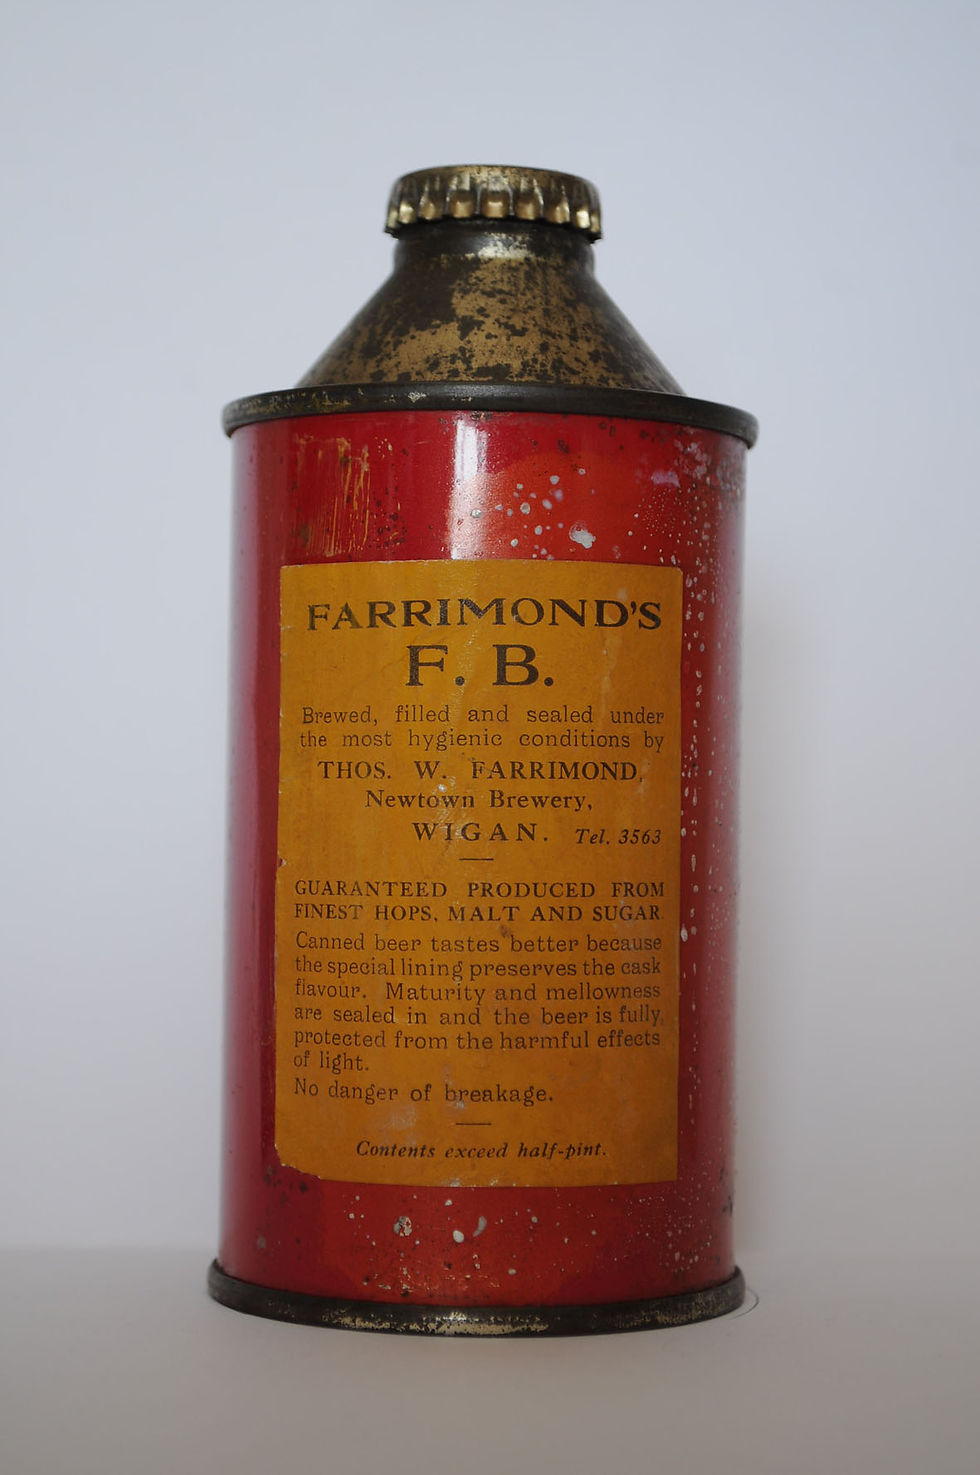 FARRIMOND'S
F. B.
Brewed, filled and sealed under
the most hygienic conditions by
THOS. W. FARRIMOND,
Newtown Brewery,
WIGAN. Tel. 3563
GUARANTEED PRODUCED FROM
FINEST HOPS, MALT AND SUGAR.
Canned beer tastes better because
the special lining preserves the cask
flavour. Maturity and mellowness
are sealed in and the beer is fully
protected from the harmful effects
of light.
No danger of breakage.
Contents exceed half-pint.